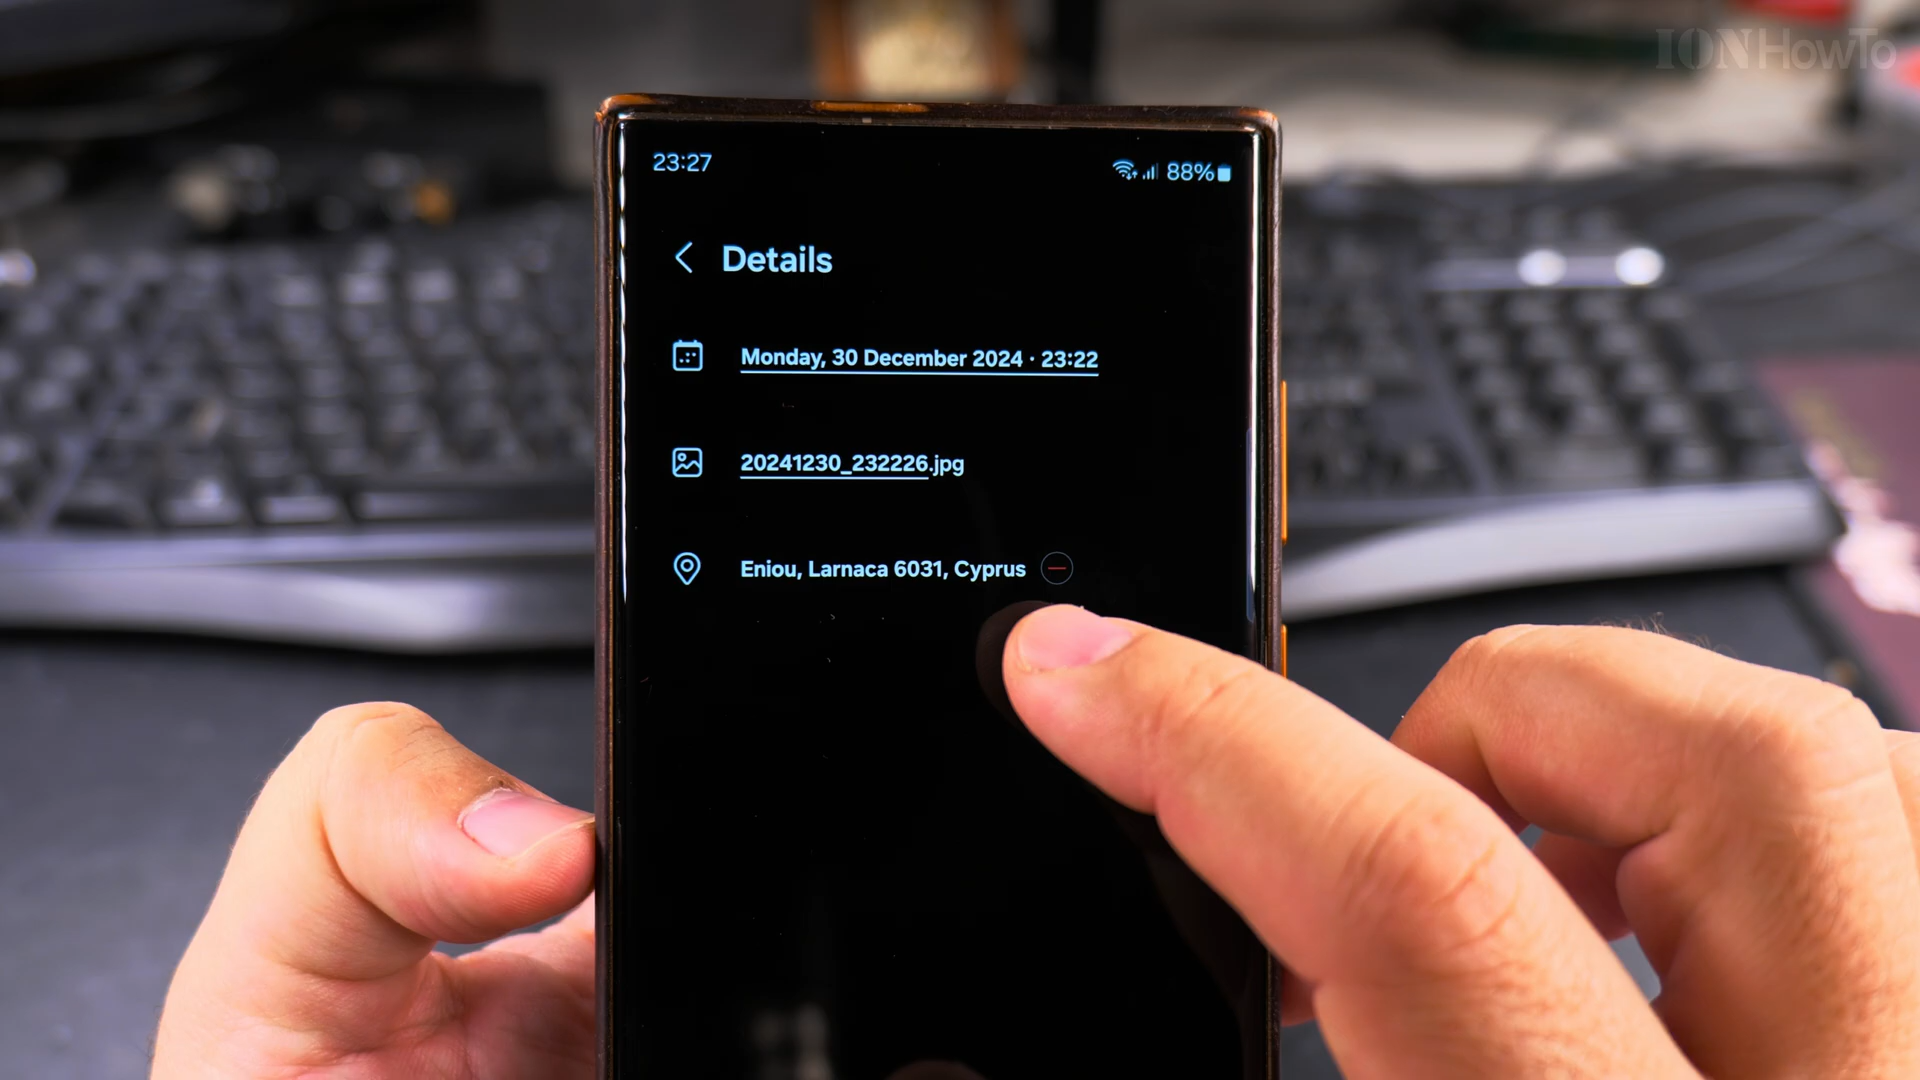 IONHowTo
23:27
88%
Details
Monday, 30 December 2024 · 23:22
20241230_232226.jpg
Eniou, Larnaca 6031, Cyprus